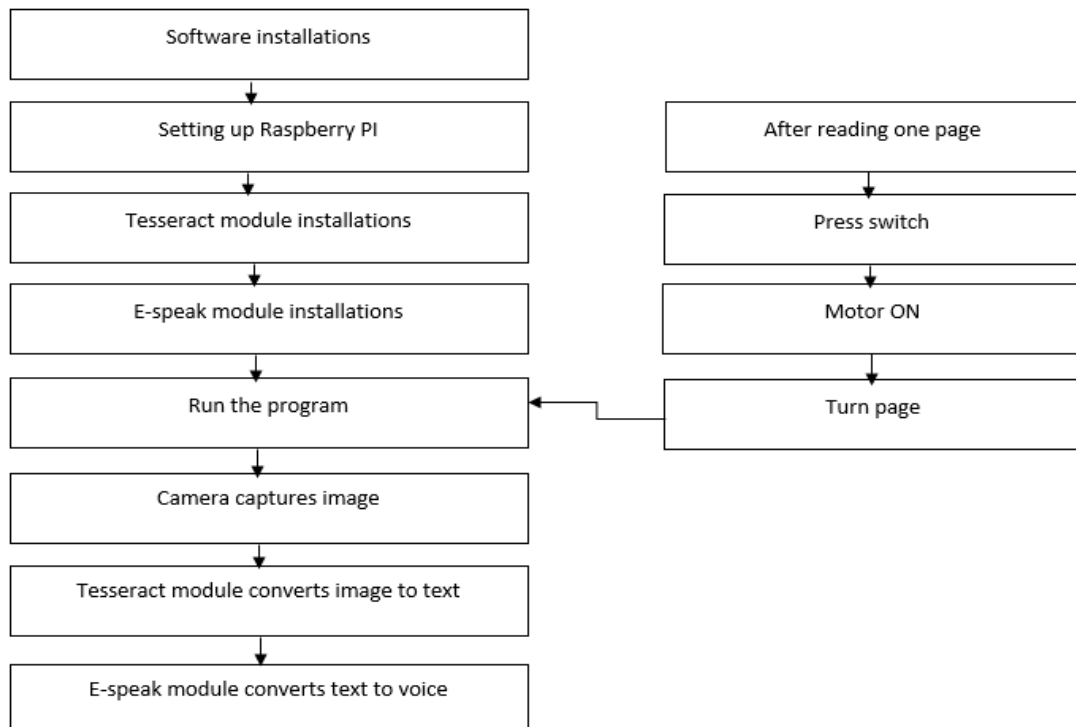 Software installations
Setting up Raspberry PI
Tesseract module installations
E-speak module installations
Run the program
Camera captures image
Tesseract module converts image to text
E-speak module converts text to voice
After reading one page
Press switch
Motor ON
Turn page